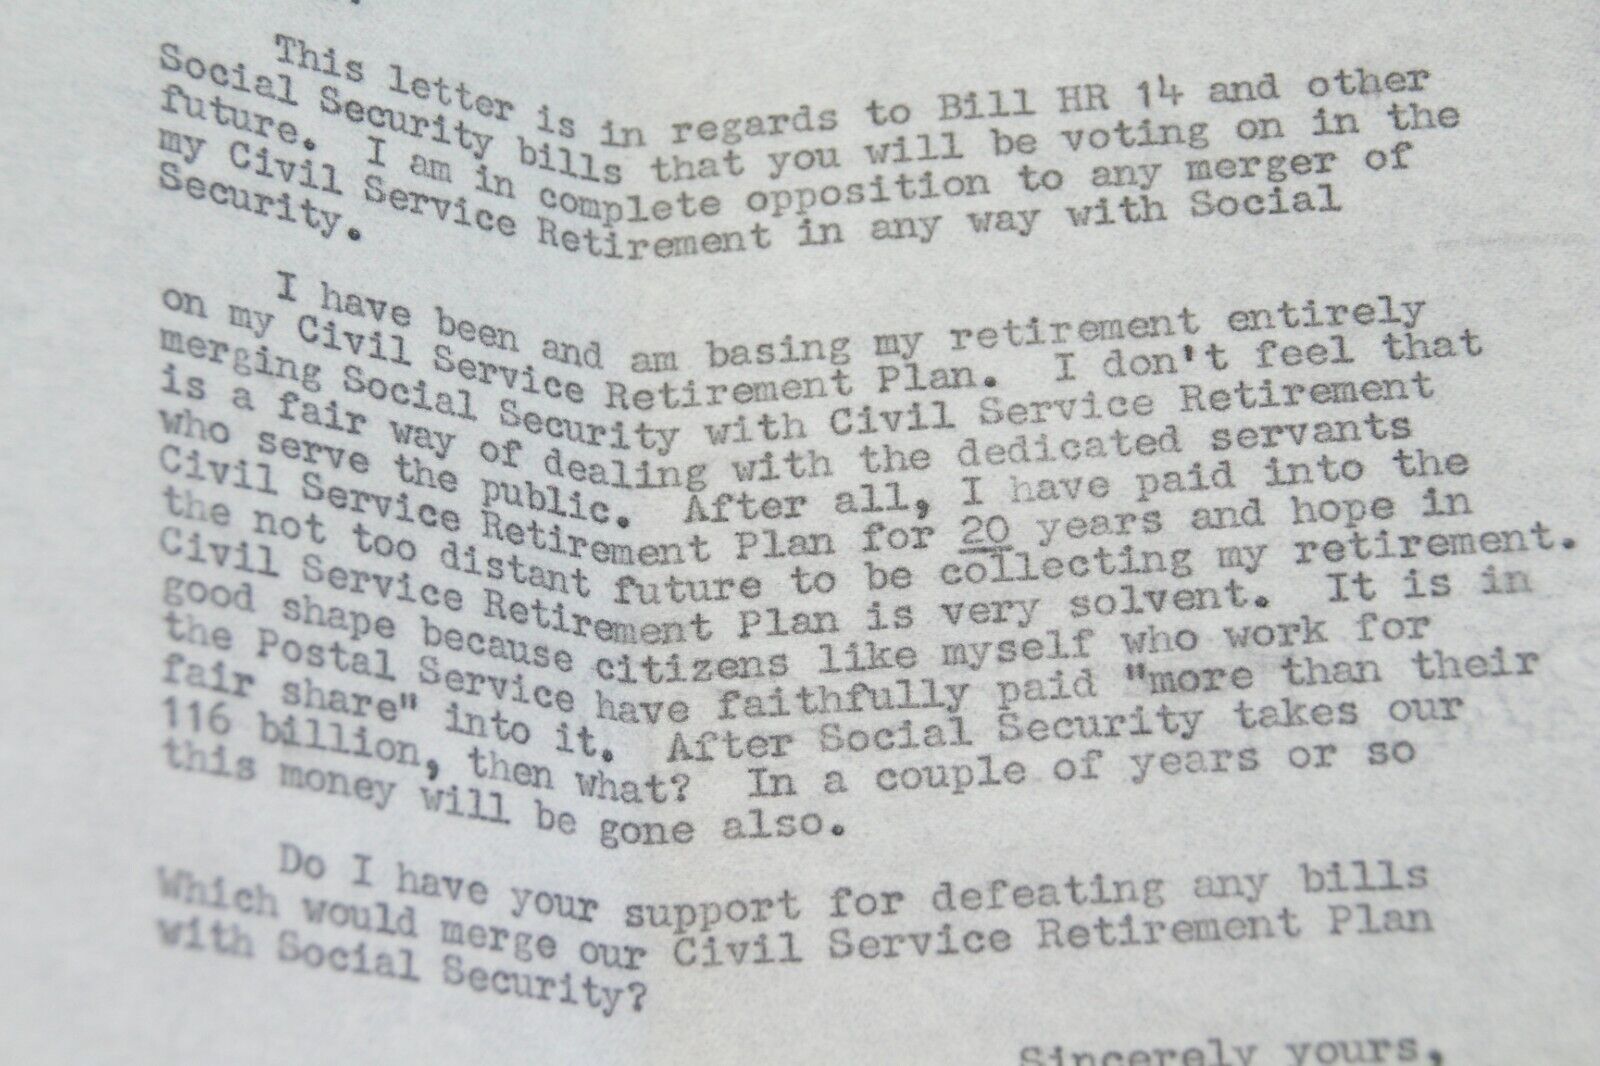 This letter is in regards to Bill HR 14 and other
Social Security bills that you will be voting on in the
future. I am in complete opposition to any merger of
my Civil Service Retirement in any way with Social
Security.
I have been and am basing my retirement entirely
on my Civil Service Retirement Plan. I don't feel that
merging Social Security with Civil Service Retirement
is a fair way of dealing with the dedicated servants
who serve the public. After all, I have paid into the
Civil Service Retirement Plan for 20 years and hope in
the not too distant future to be collecting my retirement.
Civil Service Retirement Plan is very solvent. It is in
good shape because citizens like myself who work for
the Postal Service have faithfully paid "more than their
fair share" into it. After Social Security takes our
116 billion, then what? In a couple of years or so
this money will be gone also.
Do I have your support for defeating any bills
Which would merge our Civil Service Retirement Plan
with Social Security?
Sincerely yours,